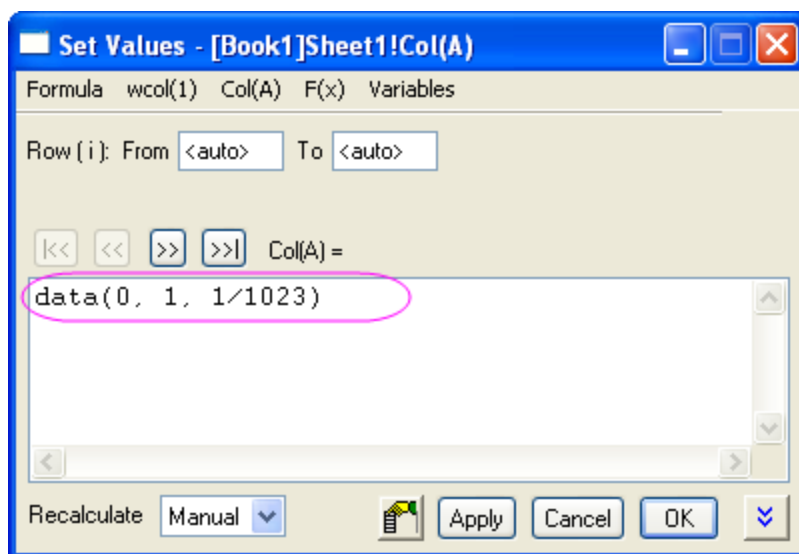 Set Values - [Book1]Sheet1!Col(A)
Formula wcol(1) Col(A) F(x) Variables
Row (i): From <auto> To <auto>
|<< << >> >>| Col(A) =
data(0, 1, 1/1023)
Recalculate Manual Apply Cancel OK